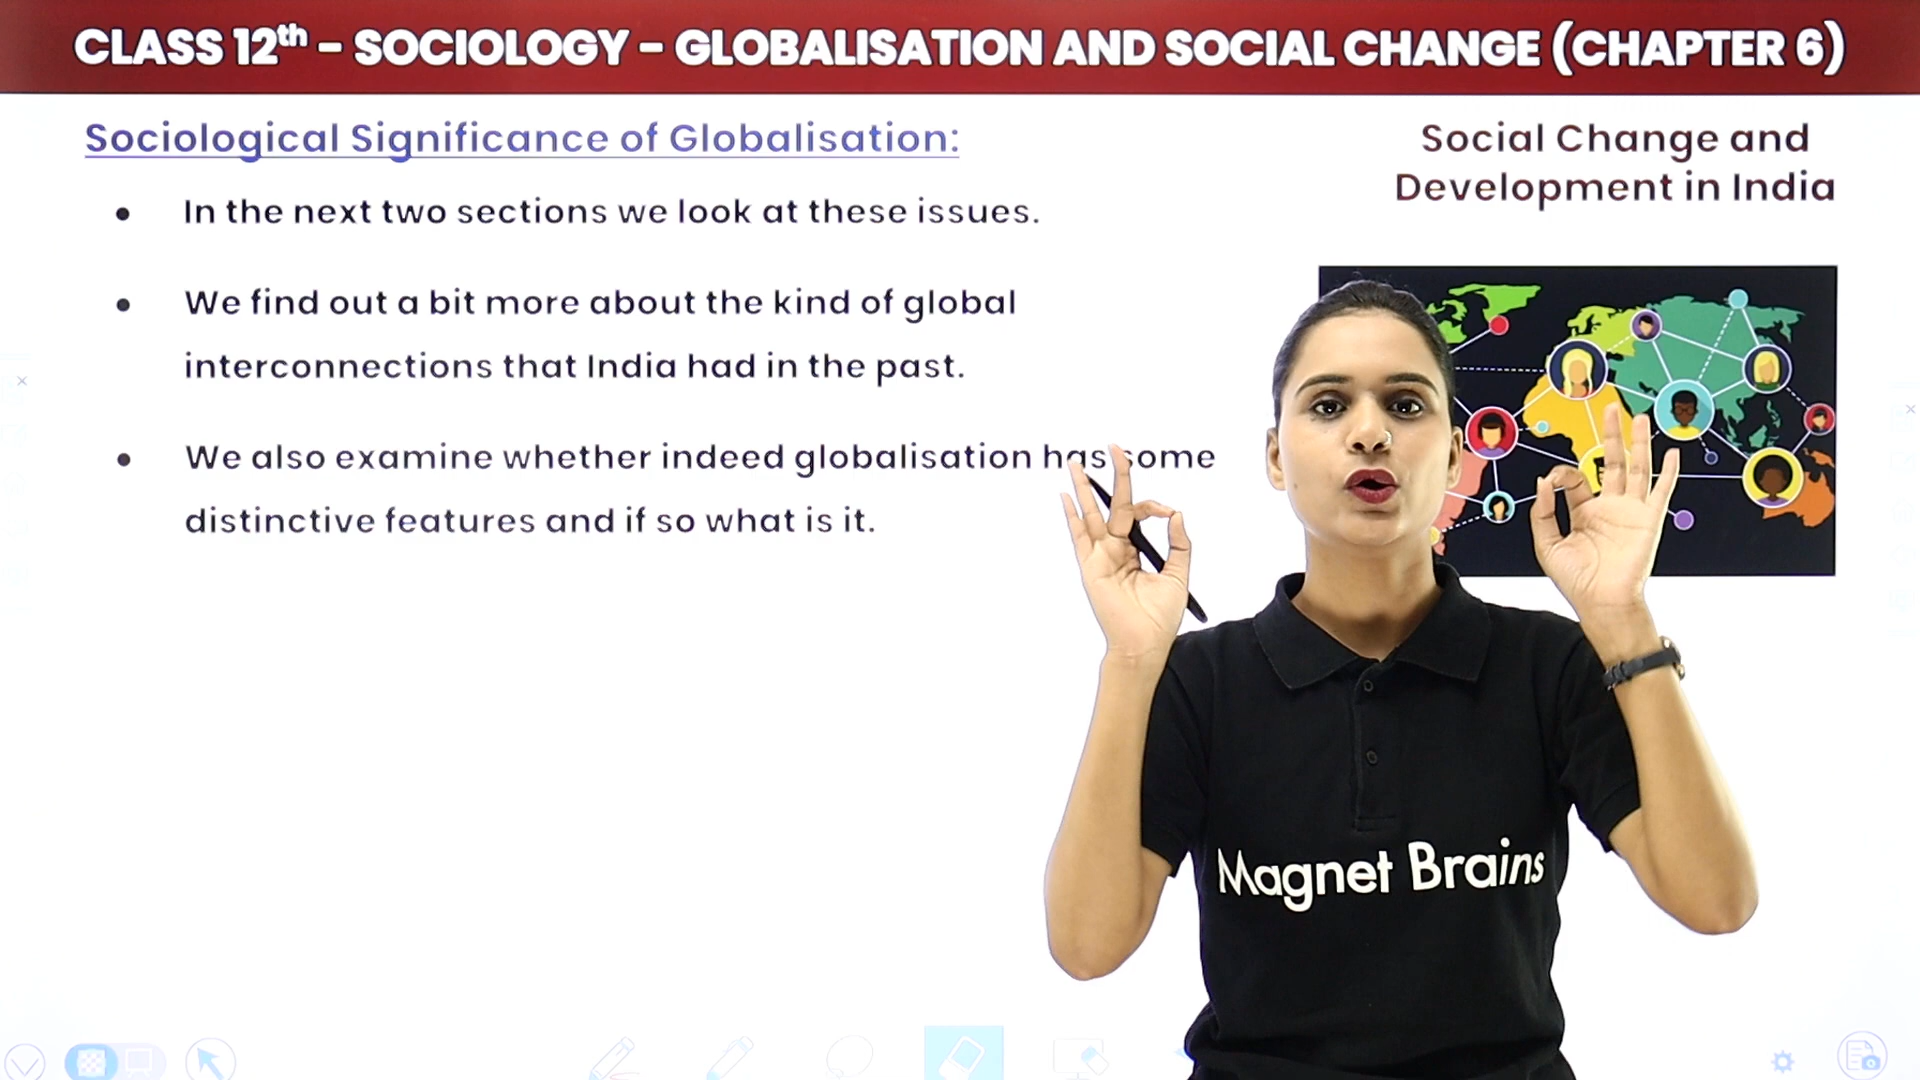 CLASS 12th – SOCIOLOGY – GLOBALISATION AND SOCIAL CHANGE (CHAPTER 6)
Sociological Significance of Globalisation:
• In the next two sections we look at these issues.
• We find out a bit more about the kind of global
interconnections that India had in the past.
• We also examine whether indeed globalisation has some
distinctive features and if so what is it.
Social Change and
Development in India
Magnet Brains